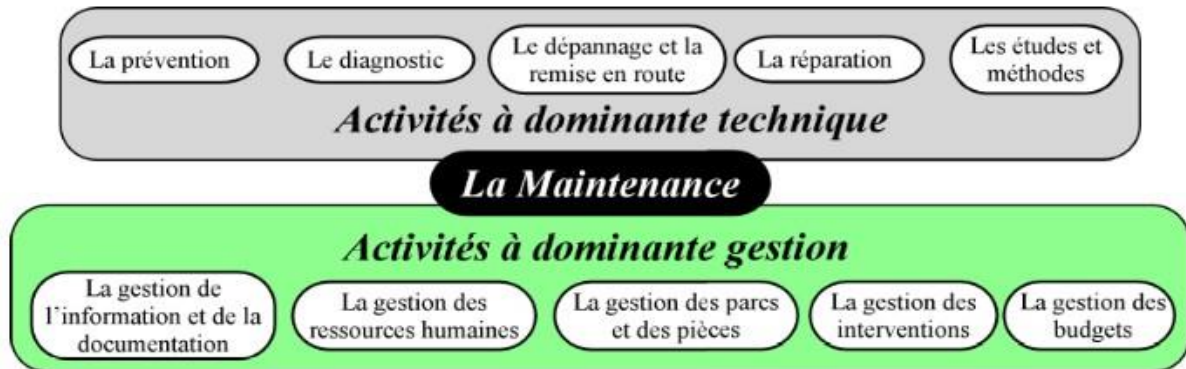 La prévention
Le diagnostic
Le dépannage et la
remise en route
La réparation
Les études et
méthodes
Activités à dominante technique
La Maintenance
Activités à dominante gestion
La gestion de
l'information et de la
documentation
La gestion des
ressources humaines
La gestion des parcs
et des pièces
La gestion des
interventions
La gestion des
budgets